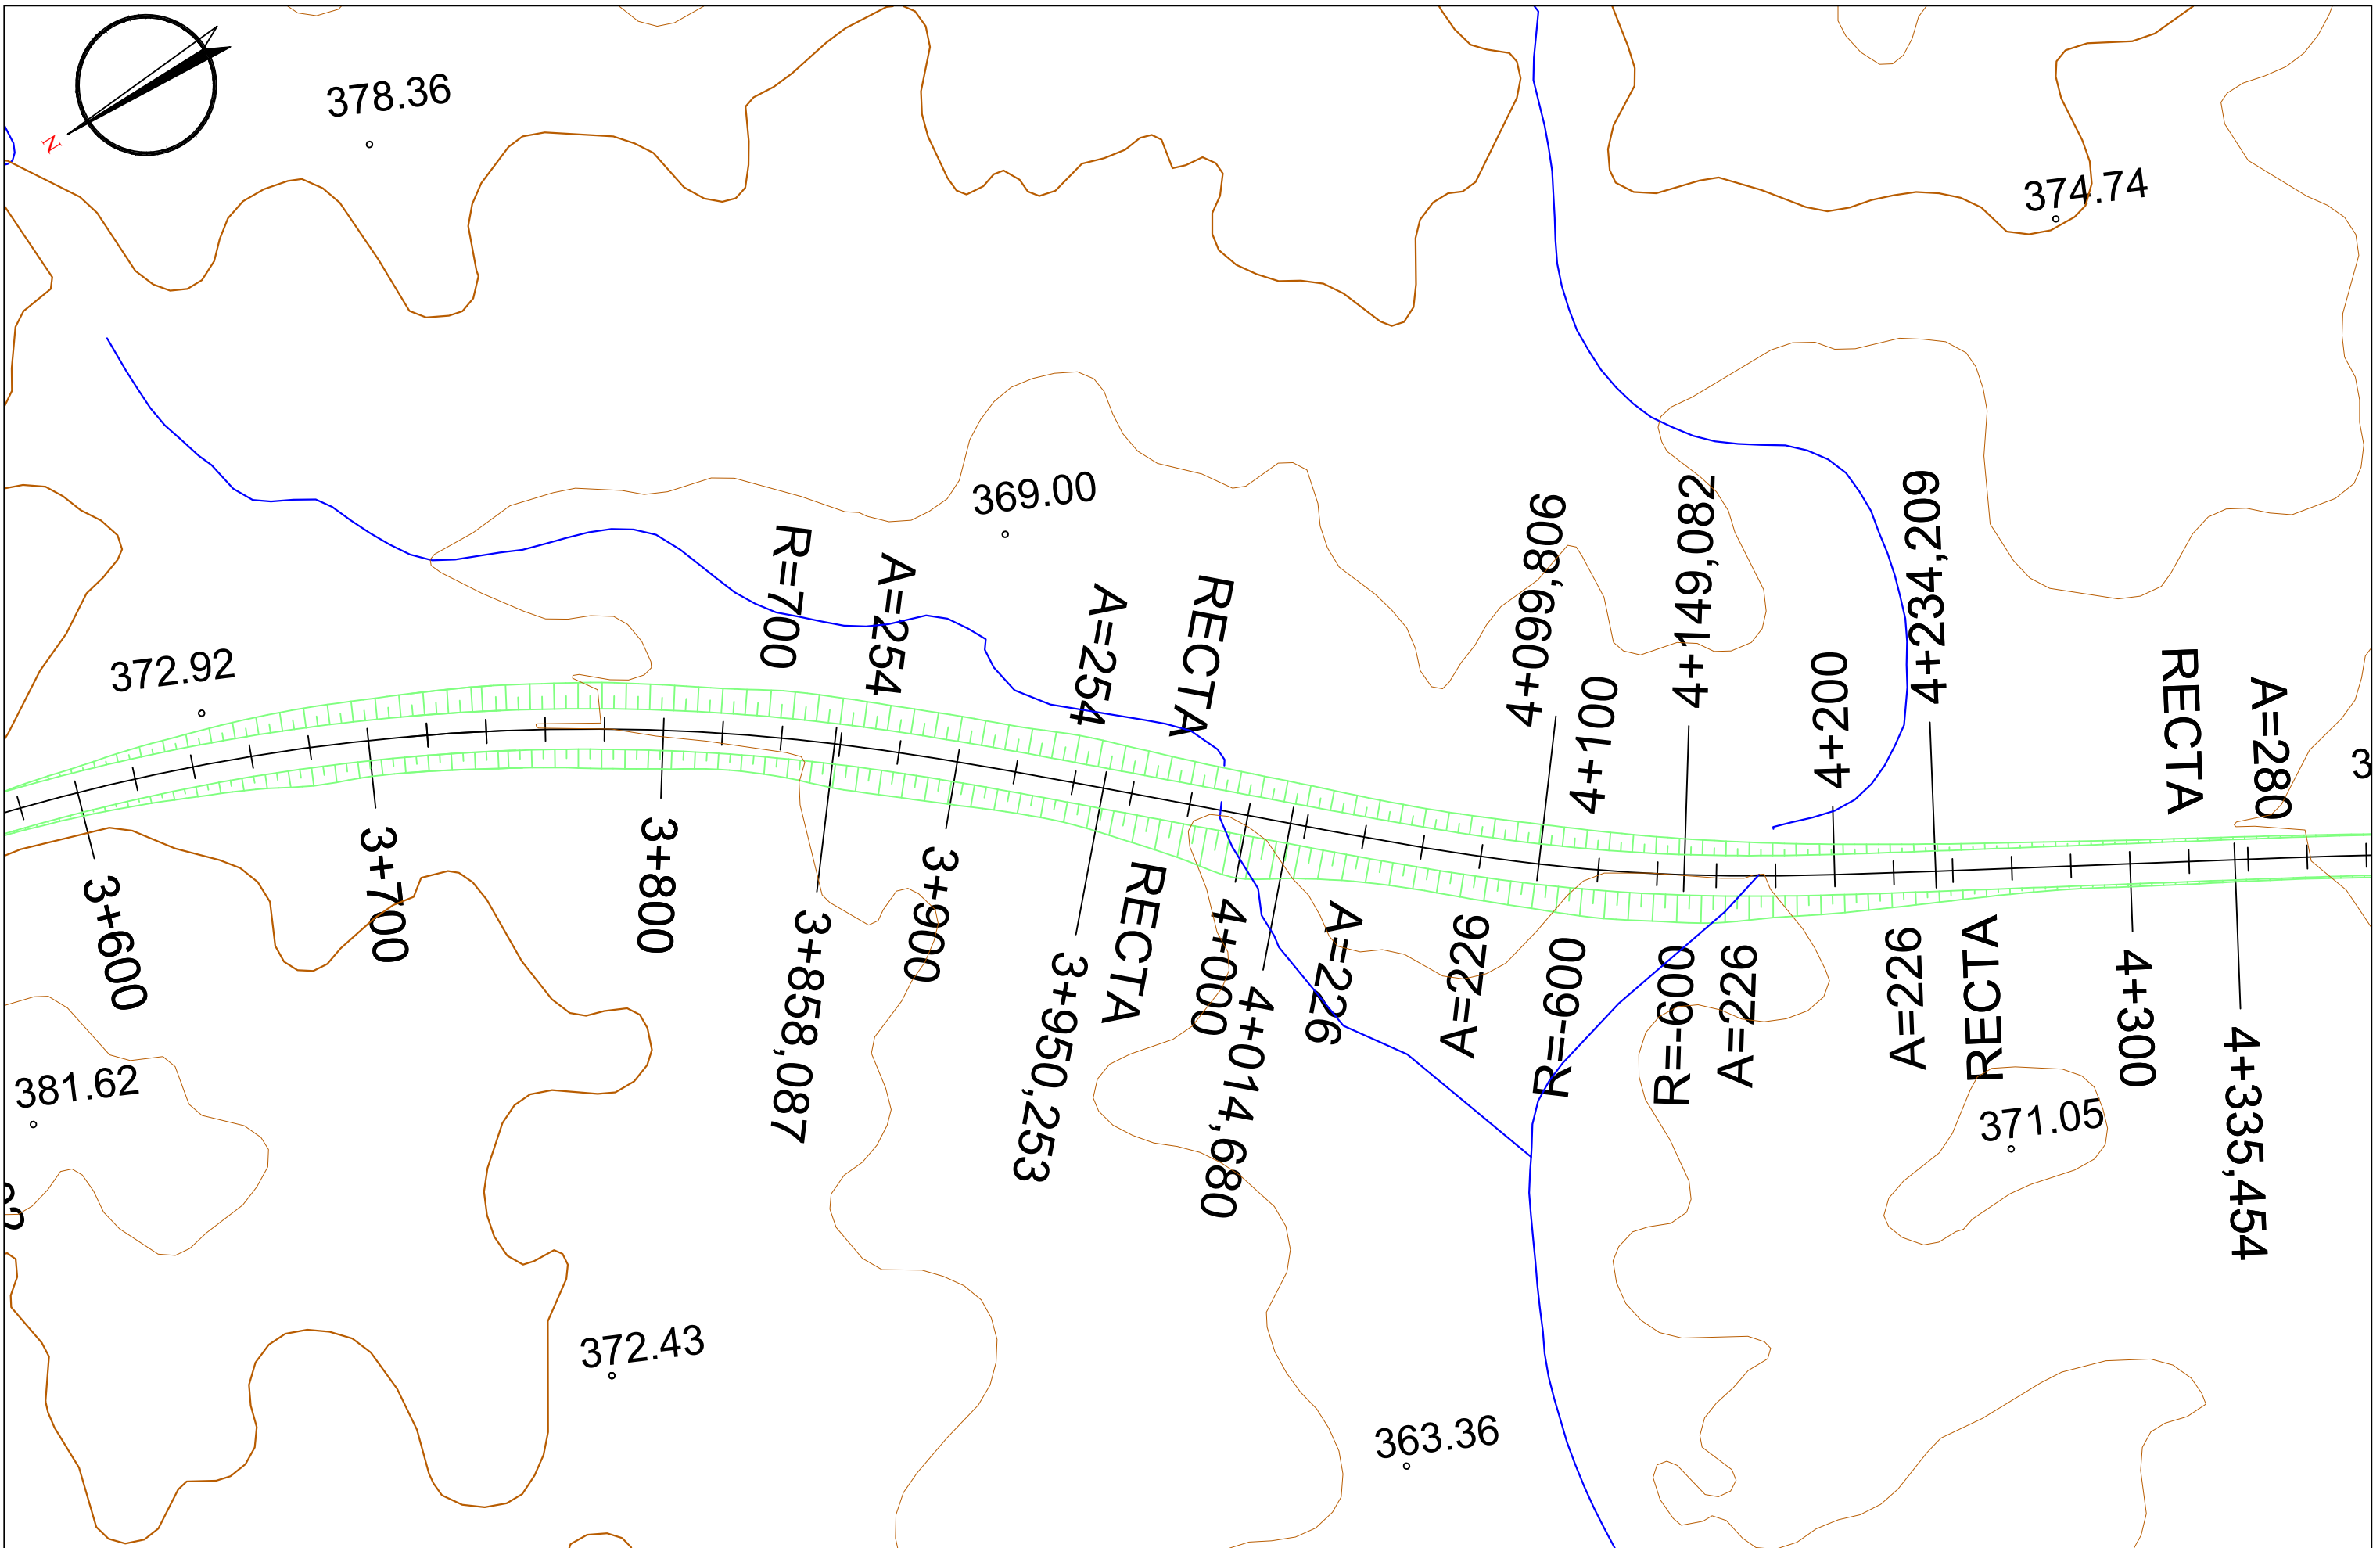 N
378.36
374.74
369.00
372.92
R=700
A=254
A=254
RECTA
4+099,806
4+100
4+149,082
4+200
4+234,209
RECTA
A=280
3
3+600
3+700
3+800
3+858,087
3+900
3+950,253
RECTA
4+000
4+014,680
A=226
A=226
R=-600
R=-600
A=226
A=226
RECTA
4+300
4+335,454
381.62
371.05
372.43
363.36